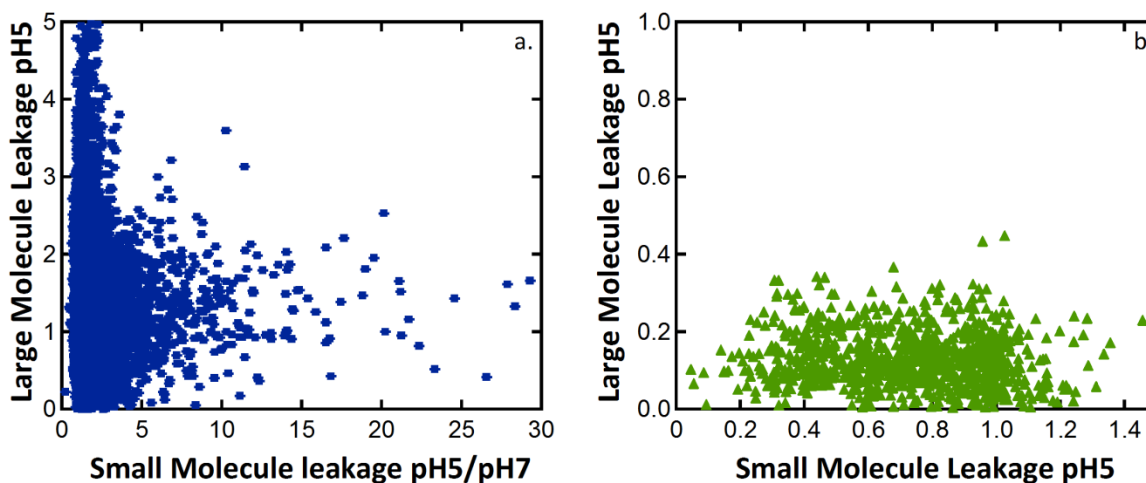 Large Molecule Leakage pH5
5
4
3
2
1
0
a.
0 5 10 15 20 25 30
Small Molecule leakage pH5/pH7
Large Molecule Leakage pH5
1.0
0.8
0.6
0.4
0.2
0.0
b
0 0.2 0.4 0.6 0.8 1.0 1.2 1.4
Small Molecule Leakage pH5